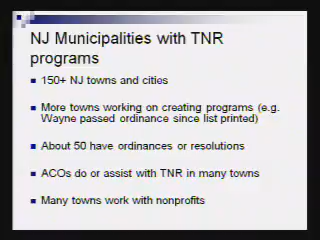 NJ Municipalities with TNR
programs
150+ NJ towns and cities
More towns working on creating programs (e.g.
Wayne passed ordinance since list printed)
About 50 have ordinances or resolutions
ACOs do or assist with TNR in many towns
Many towns work with nonprofits